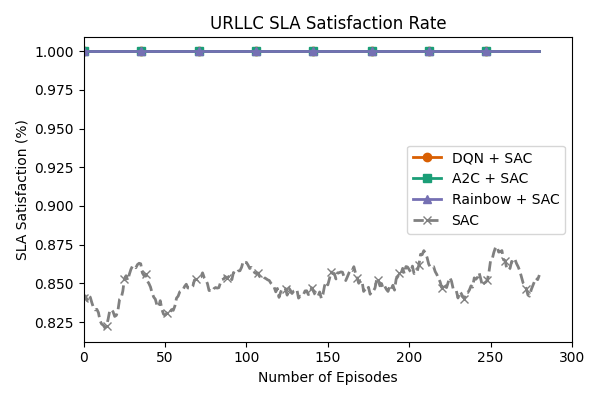 URLLC SLA Satisfaction Rate
SLA Satisfaction (%)
1.000
0.975
0.950
0.925
0.900
0.875
0.850
0.825
DQN + SAC
A2C + SAC
Rainbow + SAC
SAC
0
50
100
150
200
250
300
Number of Episodes